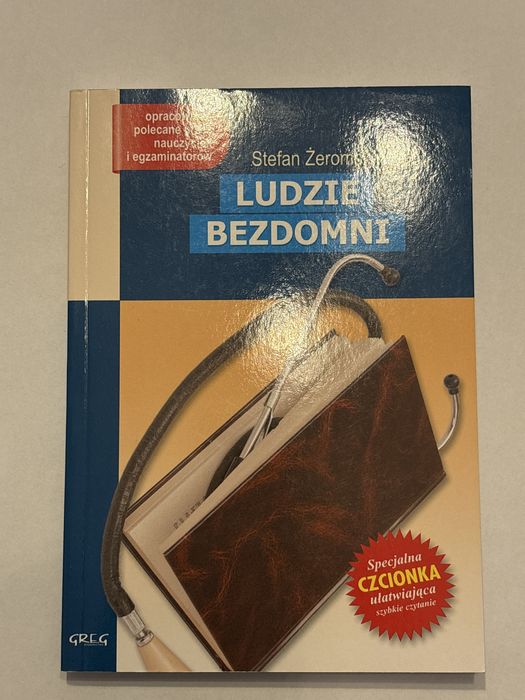 polecane
i egzaminatorów
Stefan
LUDZIE
BEZDOMNI
Specjalna
CZCIONKA
ułatwiająca
szybkie czytanie
GREG